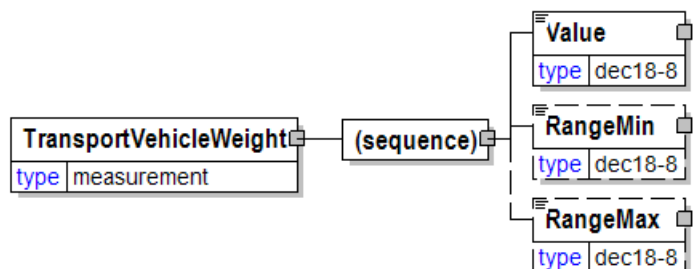 Value
type dec18-8
TransportVehicleWeight
type measurement
(sequence)
RangeMin
type dec18-8
RangeMax
type dec18-8